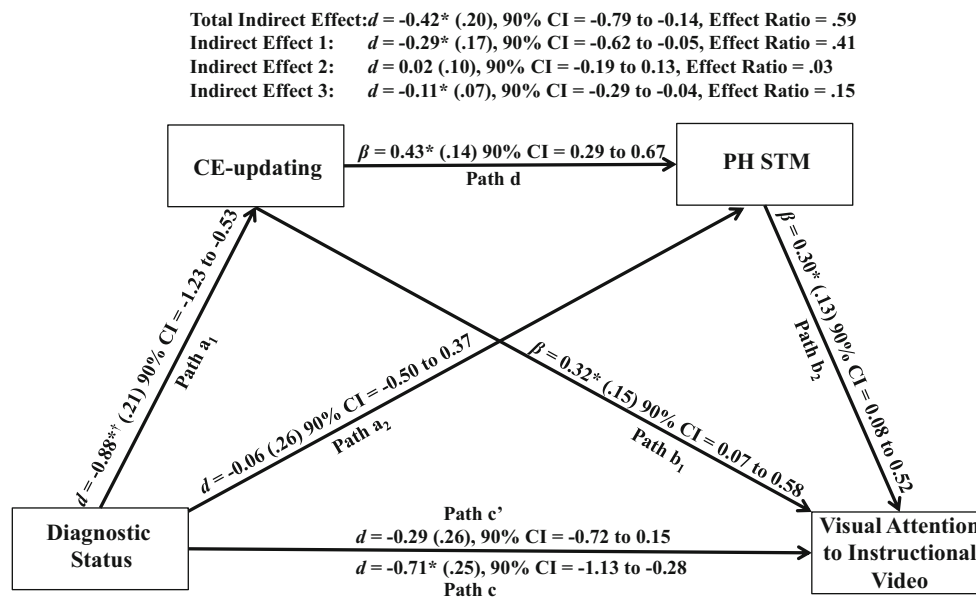 Total Indirect Effect:d = -0.42* (.20), 90% CI = -0.79 to -0.14, Effect Ratio = .59
Indirect Effect 1: d = -0.29* (.17), 90% CI = -0.62 to -0.05, Effect Ratio = .41
Indirect Effect 2: d = 0.02 (.10), 90% CI = -0.19 to 0.13, Effect Ratio = .03
Indirect Effect 3: d = -0.11* (.07), 90% CI = -0.29 to -0.04, Effect Ratio = .15
CE-updating
β = 0.43* (.14) 90% CI = 0.29 to 0.67
Path d
PH STM
d = -0.88*† (.21) 90% CI = -1.23 to -0.53
Path a₁
d = -0.06 (.26) 90% CI = -0.50 to 0.37
Path a₂
β = 0.32* (.15) 90% CI = 0.07 to 0.58
Path b₁
β = 0.30* (.13) 90% CI = 0.08 to 0.52
Path b₂
Diagnostic
Status
Path c’
d = -0.29 (.26), 90% CI = -0.72 to 0.15
d = -0.71* (.25), 90% CI = -1.13 to -0.28
Path c
Visual Attention
to Instructional
Video